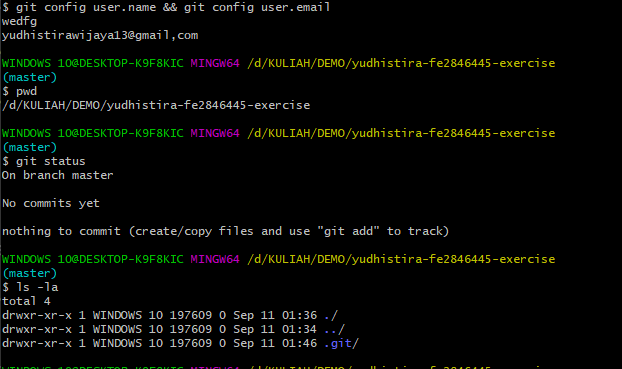 $ git config user.name && git config user.email
wedfg
yudhistirawijaya13@gmail,com
WINDOWS 10@DESKTOP-K9F8KIC MINGW64 /d/KULIAH/DEMO/yudhistira-fe2846445-exercise
(master)
$ pwd
/d/KULIAH/DEMO/yudhistira-fe2846445-exercise
WINDOWS 10@DESKTOP-K9F8KIC MINGW64 /d/KULIAH/DEMO/yudhistira-fe2846445-exercise
(master)
$ git status
On branch master
No commits yet
nothing to commit (create/copy files and use "git add" to track)
WINDOWS 10@DESKTOP-K9F8KIC MINGW64 /d/KULIAH/DEMO/yudhistira-fe2846445-exercise
(master)
$ ls -la
total 4
drwxr-xr-x 1 WINDOWS 10 197609 0 Sep 11 01:36 ./
drwxr-xr-x 1 WINDOWS 10 197609 0 Sep 11 01:34 ../
drwxr-xr-x 1 WINDOWS 10 197609 0 Sep 11 01:46 .git/